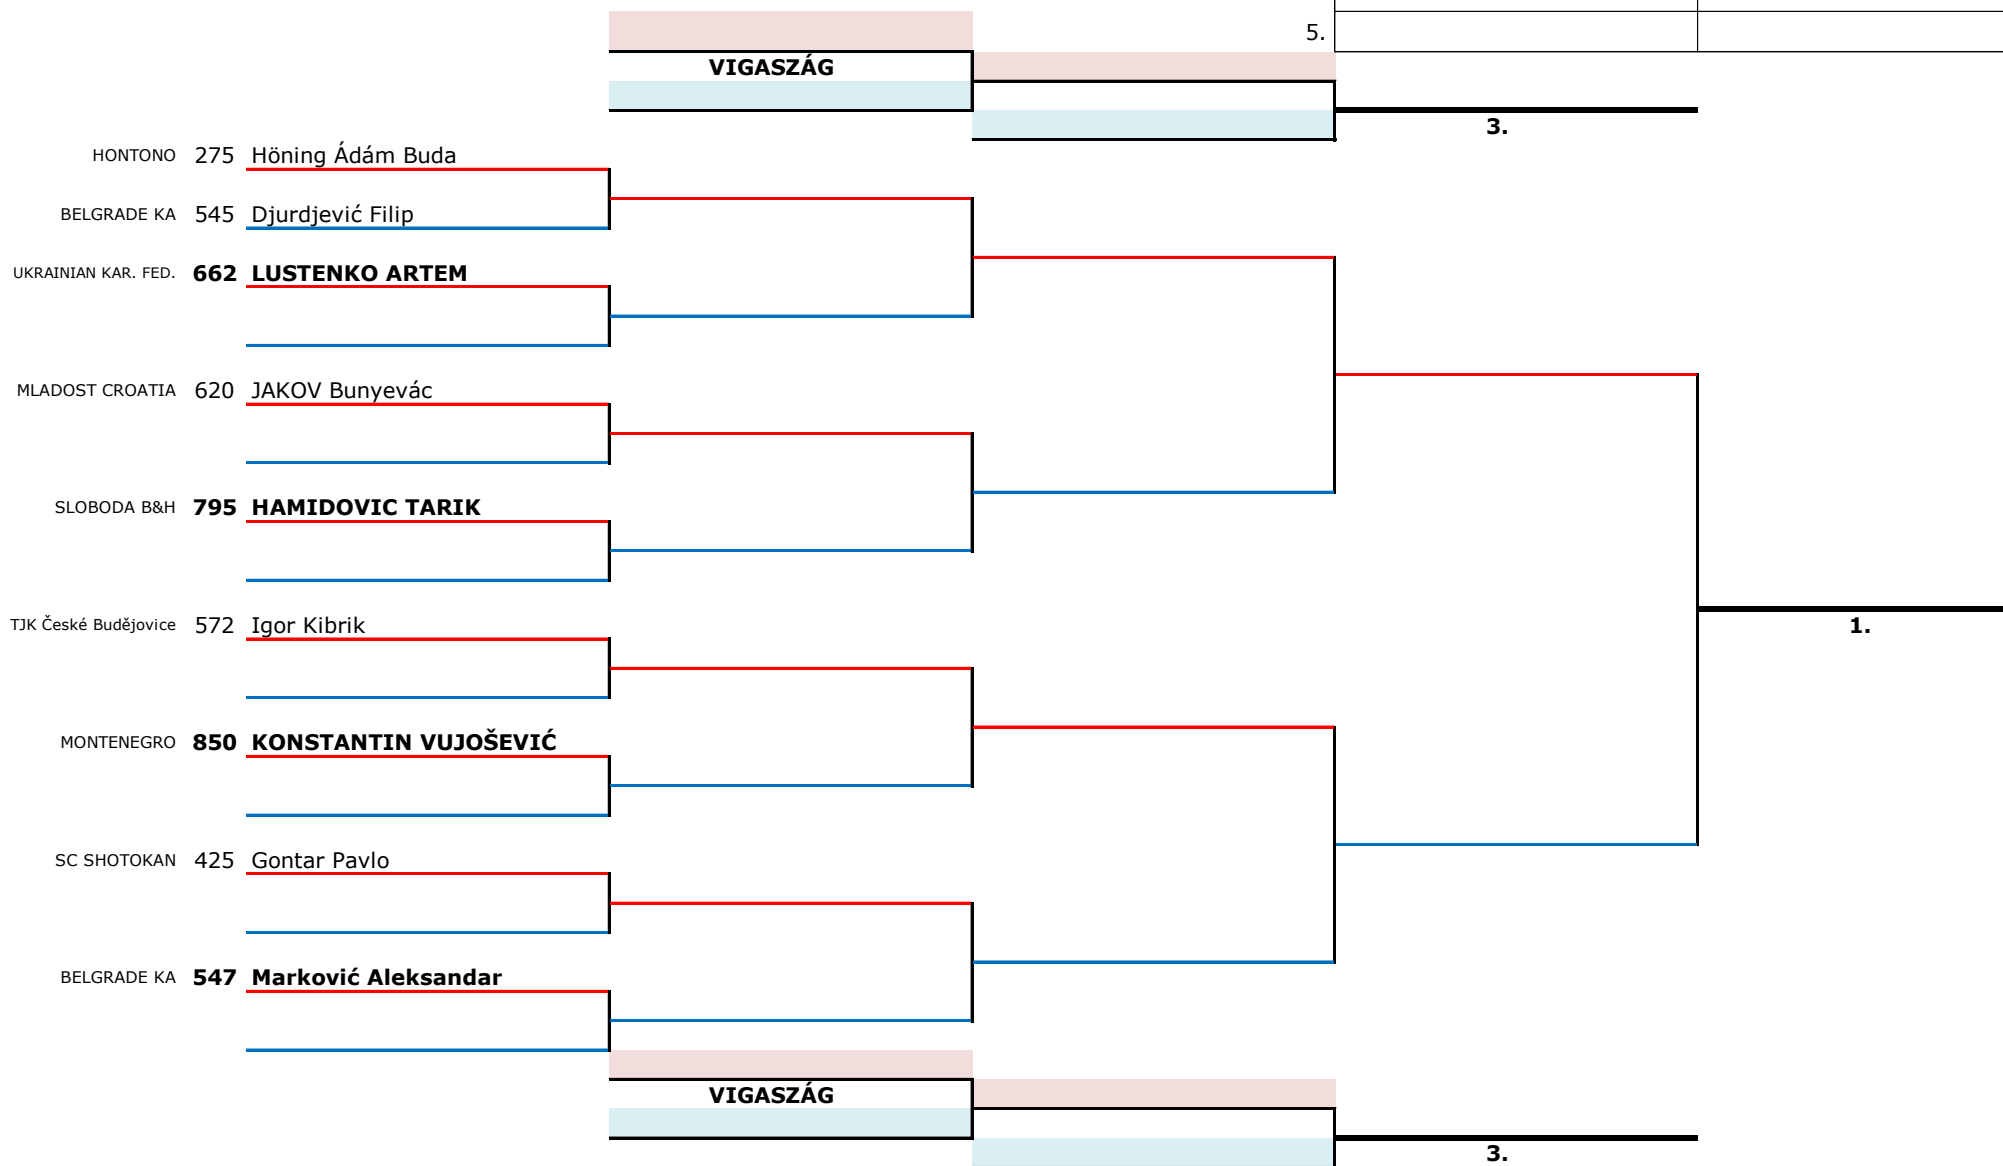 5.
VIGASZÁG
3.
HONTONO 275 Höning Ádám Buda
BELGRADE KA 545 Djurdjević Filip
UKRAINIAN KAR. FED. 662 LUSTENKO ARTEM
MLADOST CROATIA 620 JAKOV Bunyevác
SLOBODA B&H 795 HAMIDOVIC TARIK
TJK České Budějovice 572 Igor Kibrik
1.
MONTENEGRO 850 KONSTANTIN VUJOŠEVIĆ
SC SHOTOKAN 425 Gontar Pavlo
BELGRADE KA 547 Marković Aleksandar
VIGASZÁG
3.